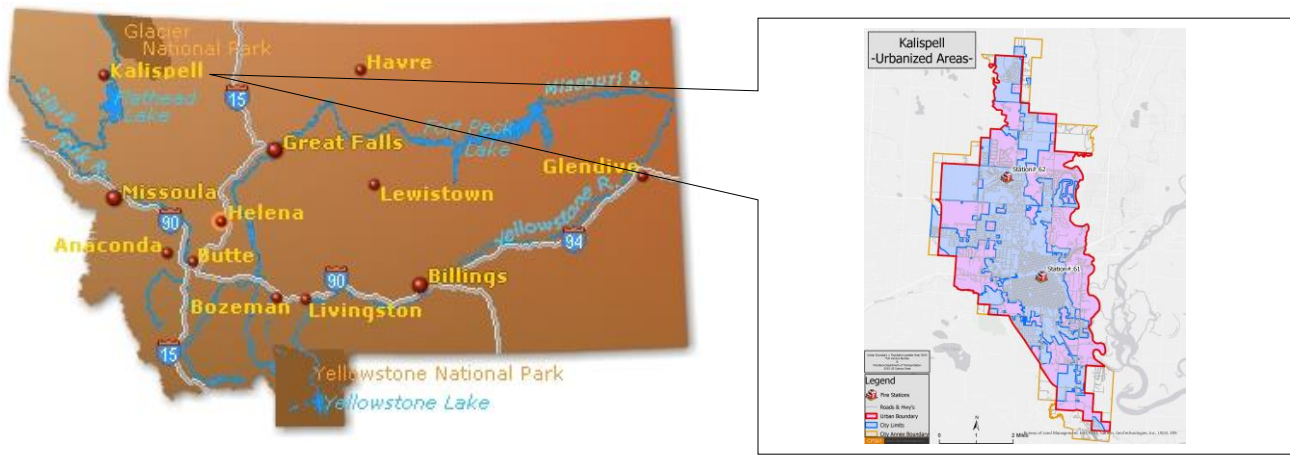 Glacier
National Park
Kalispell
Havre
Missouri R.
Flathead
Lake
15
Clark Fork R.
Fort Peck
Lake
Great Falls
Glendive
Missoula
Lewistown
Yellowstone R.
90
Helena
94
Anaconda
Butte
90
Billings
Bozeman
Livingston
15
Yellowstone National Park
Yellowstone Lake
Kalispell
-Urbanized Areas-
Station# 62
Station# 61
Legend
Fire Stations
Roads & Hwy's
Urban Boundary
City Limits
City Annex Boundary
N
0 1 2 Miles